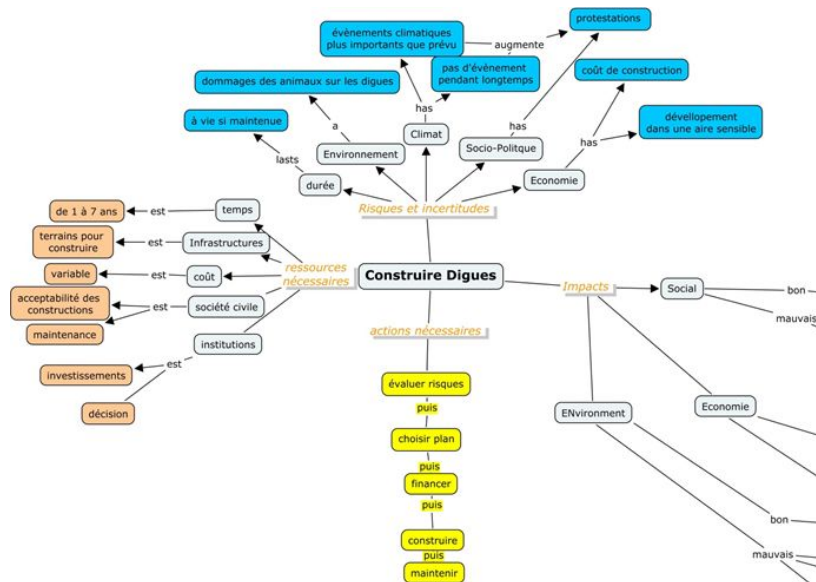 évènements climatiques
plus importants que prévu
augmente
protestations
dommages des animaux sur les digues
pas d'évènement
pendant longtemps
coût de construction
à vie si maintenue
a
has
has
has
dévellopement
dans une aire sensible
lasts
Environnement
Climat
Socio-Politque
durée
Economie
Risques et incertitudes
de 1 à 7 ans
est
temps
terrains pour
construire
est
Infrastructures
variable
est
coût
ressources
nécessaires
Construire Digues
Impacts
Social
bon
mauvais
acceptabilité des
constructions
est
société civile
maintenance
institutions
actions nécessaires
investissements
est
décision
évaluer risques
puis
choisir plan
puis
financer
puis
construire
puis
maintenir
ENvironment
Economie
bon
mauvais